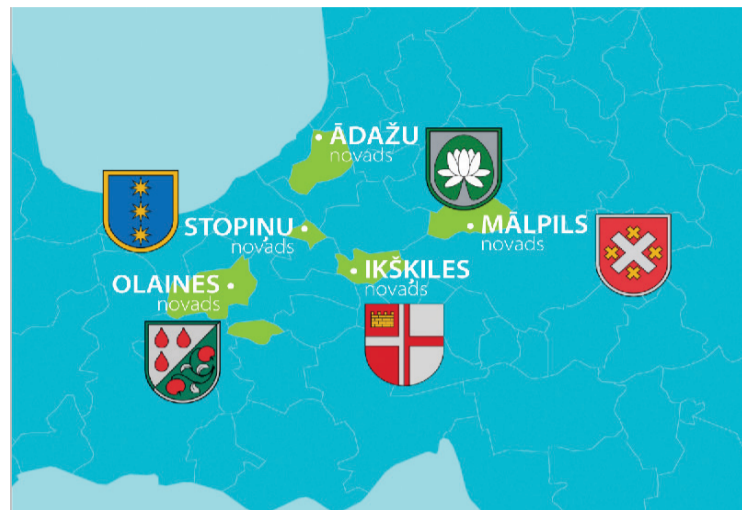 ĀDAŽU
novads
STOPIŅU
novads
MĀLPILS
novads
OLAINES
novads
IKŠĶILES
novads